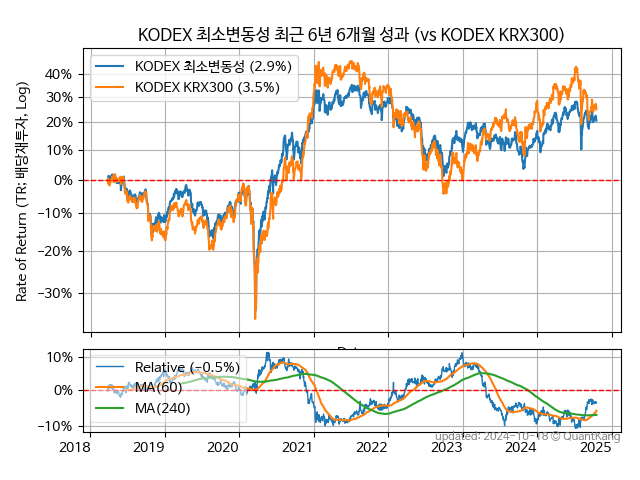 KODEX 최소변동성 최근 6년 6개월 성과 (vs KODEX KRX300)
Rate of Return (TR: 배당재투자, Log)
KODEX 최소변동성 (2.9%)
KODEX KRX300 (3.5%)
40%
30%
20%
10%
0%
−10%
−30%
Relative (−0.5%)
MA(60)
MA(240)
10%
0%
−10%
updated: 2024-10-18 © QuantKang
2018 2019 2020 2021 2022 2023 2024 2025